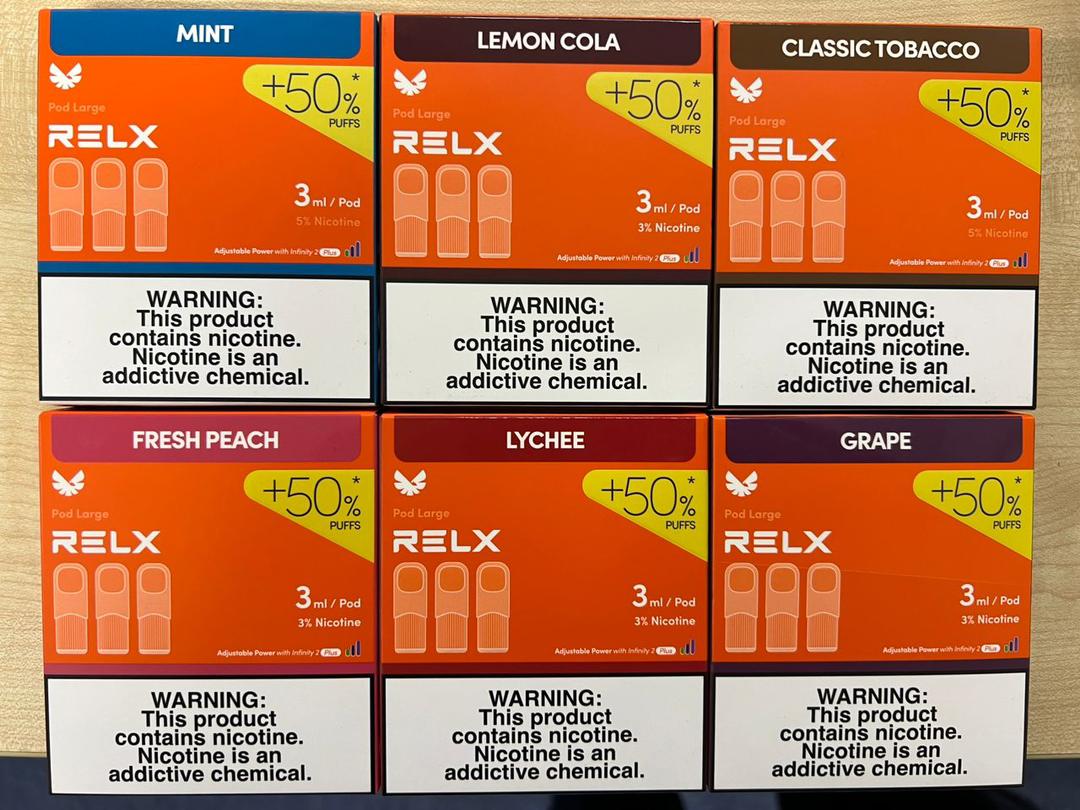 MINT
+50%*
PUFFS
Pod Large
RELX
3ml / Pod
5% Nicotine
Adjustable Power with Infinity 2 Plus
WARNING:
This product
contains nicotine.
Nicotine is an
addictive chemical.
LEMON COLA
+50%*
PUFFS
Pod Large
RELX
3ml / Pod
3% Nicotine
Adjustable Power with Infinity 2 Plus
WARNING:
This product
contains nicotine.
Nicotine is an
addictive chemical.
CLASSIC TOBACCO
+50%*
PUFFS
Pod Large
RELX
3ml / Pod
5% Nicotine
Adjustable Power with Infinity 2 Plus
WARNING:
This product
contains nicotine.
Nicotine is an
addictive chemical.
FRESH PEACH
+50%*
PUFFS
Pod Large
RELX
3ml / Pod
3% Nicotine
Adjustable Power with Infinity 2 Plus
WARNING:
This product
contains nicotine.
Nicotine is an
addictive chemical.
LYCHEE
+50%*
PUFFS
Pod Large
RELX
3ml / Pod
3% Nicotine
Adjustable Power with Infinity 2 Plus
WARNING:
This product
contains nicotine.
Nicotine is an
addictive chemical.
GRAPE
+50%*
PUFFS
Pod Large
RELX
3ml / Pod
3% Nicotine
Adjustable Power with Infinity 2 Plus
WARNING:
This product
contains nicotine.
Nicotine is an
addictive chemical.